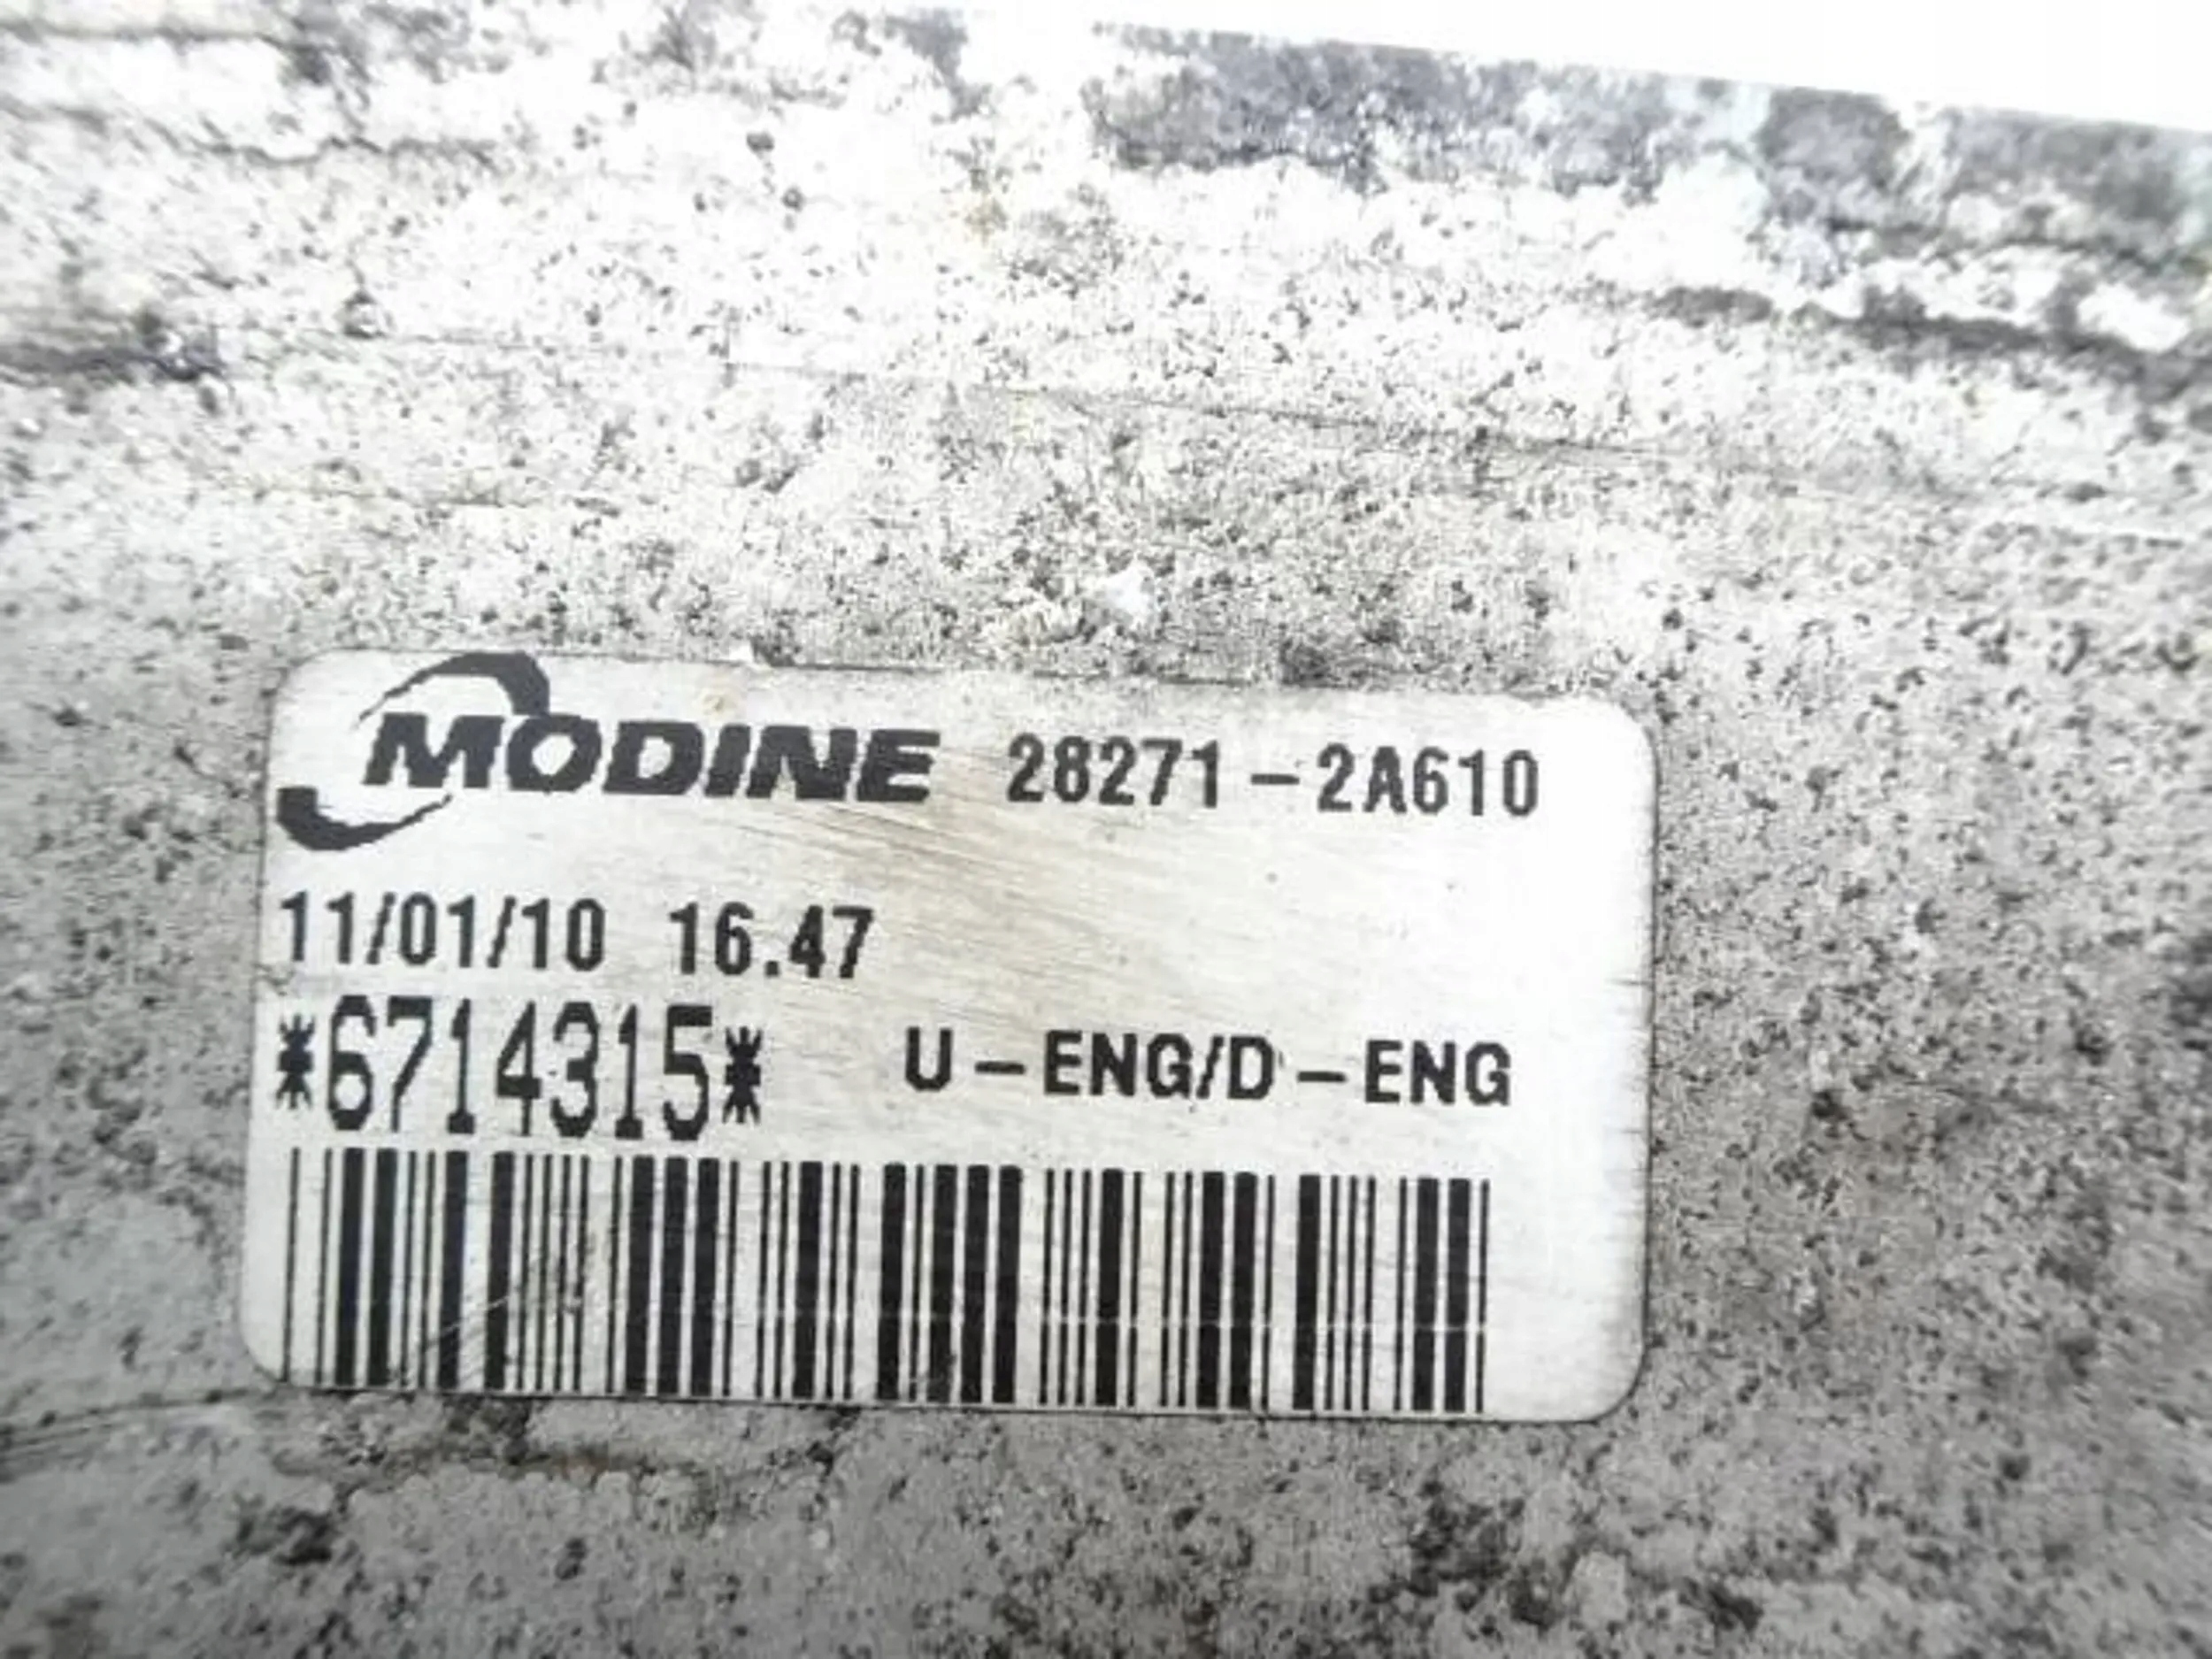 MODINE 28271-2A610
11/01/10 16.47
*6714315* U-ENG/D-ENG